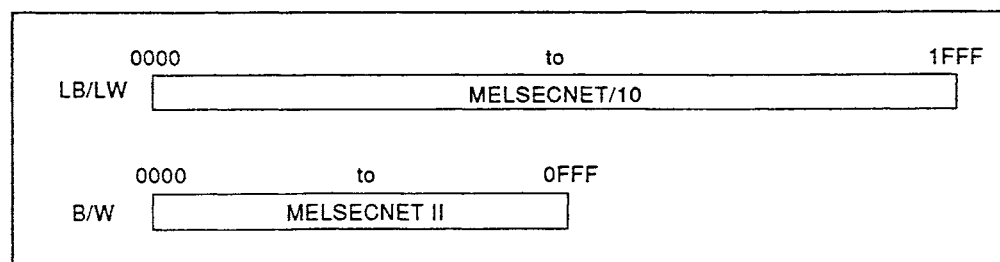 0000 to 1FFF
LB/LW MELSECNET/10
0000 to 0FFF
B/W MELSECNET II